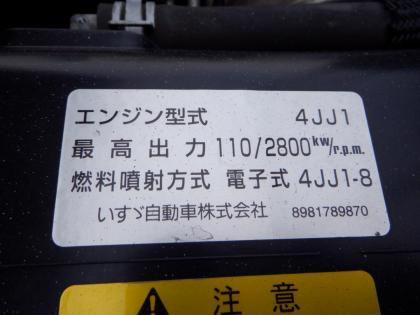 エンジン型式 4JJ1
最高出力 110/2800kW/r.p.m.
燃料噴射方式 電子式 4JJ1-8
いすゞ自動車株式会社 8981789870
注意